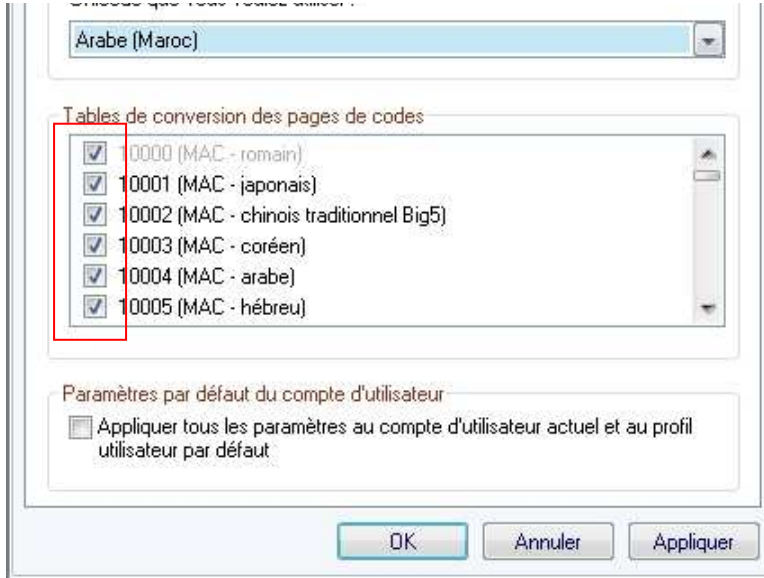 Arabe (Maroc)
Tables de conversion des pages de codes
10000 (MAC - romain)
10001 (MAC - japonais)
10002 (MAC - chinois traditionnel Big5)
10003 (MAC - coréen)
10004 (MAC - arabe)
10005 (MAC - hébreu)
Paramètres par défaut du compte d'utilisateur
Appliquer tous les paramètres au compte d'utilisateur actuel et au profil
utilisateur par défaut
OK Annuler Appliquer